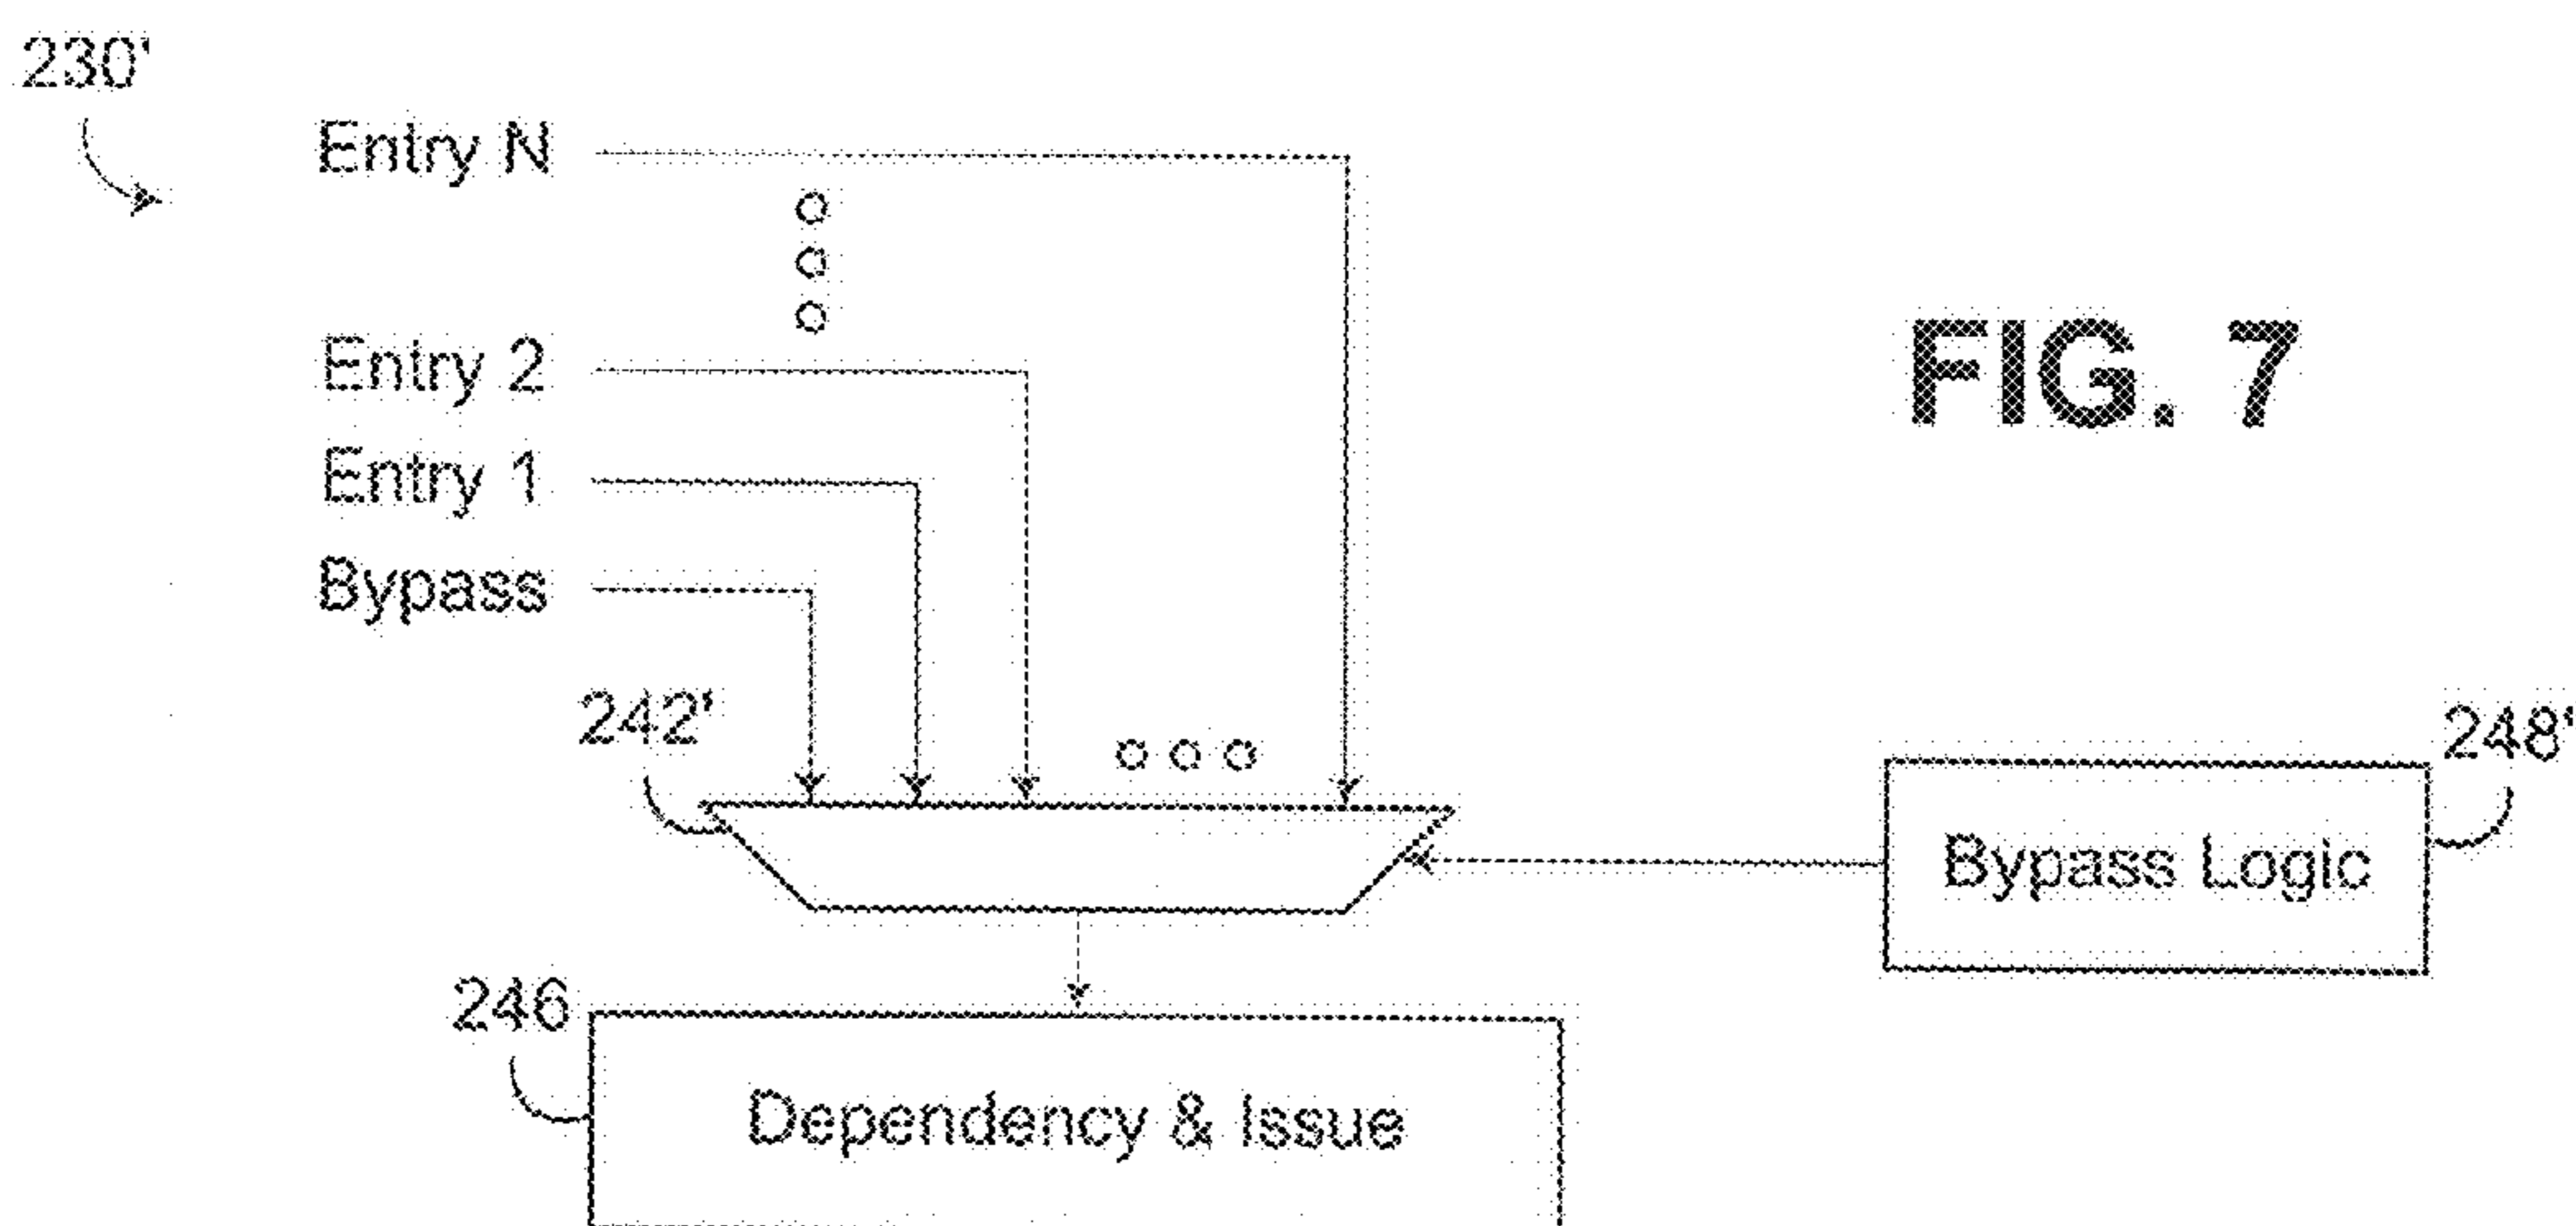 230'
Entry N
Entry 2
FIG. 7
Entry 1
Bypass
242'
248'
Bypass Logic
246
Dependency & Issue